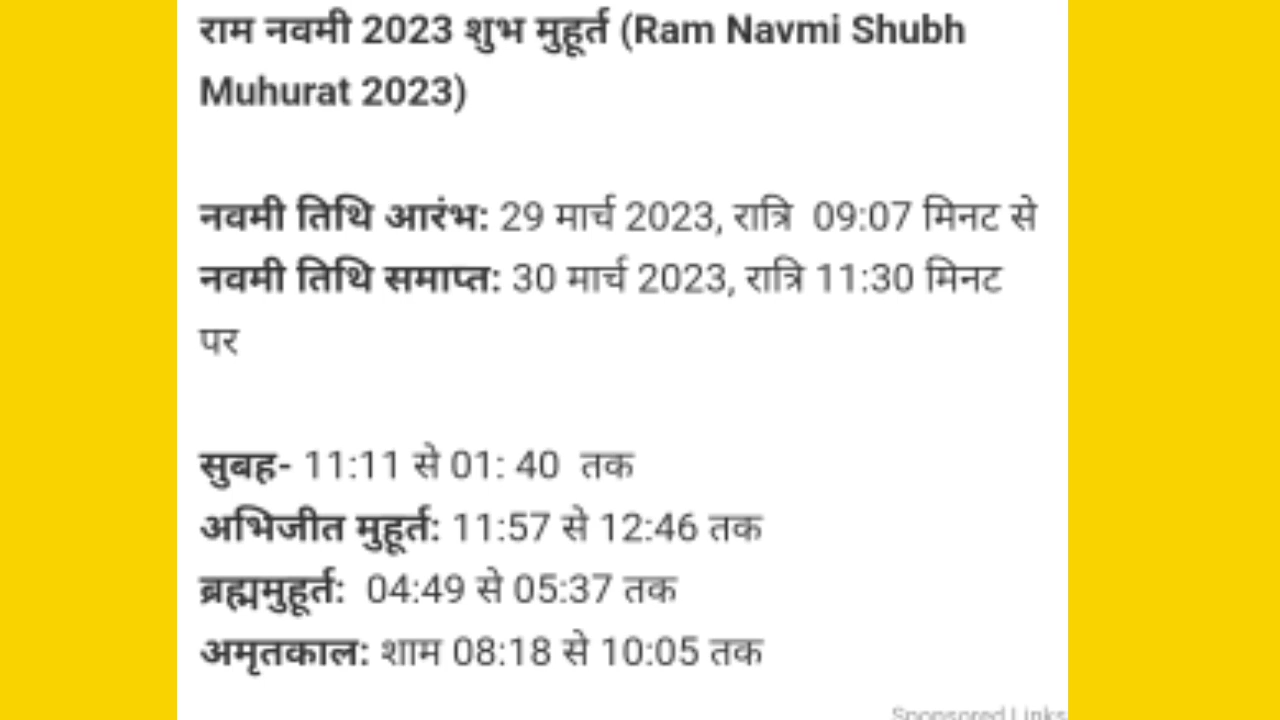 राम नवमी 2023 शुभ मुहूर्त (Ram Navmi Shubh
Muhurat 2023)
नवमी तिथि आरंभ: 29 मार्च 2023, रात्रि 09:07 मिनट से
नवमी तिथि समाप्त: 30 मार्च 2023, रात्रि 11:30 मिनट
पर
सुबह- 11:11 से 01: 40 तक
अभिजीत मुहूर्त: 11:57 से 12:46 तक
ब्रह्ममुहूर्त: 04:49 से 05:37 तक
अमृतकाल: शाम 08:18 से 10:05 तक
Sponsored Links